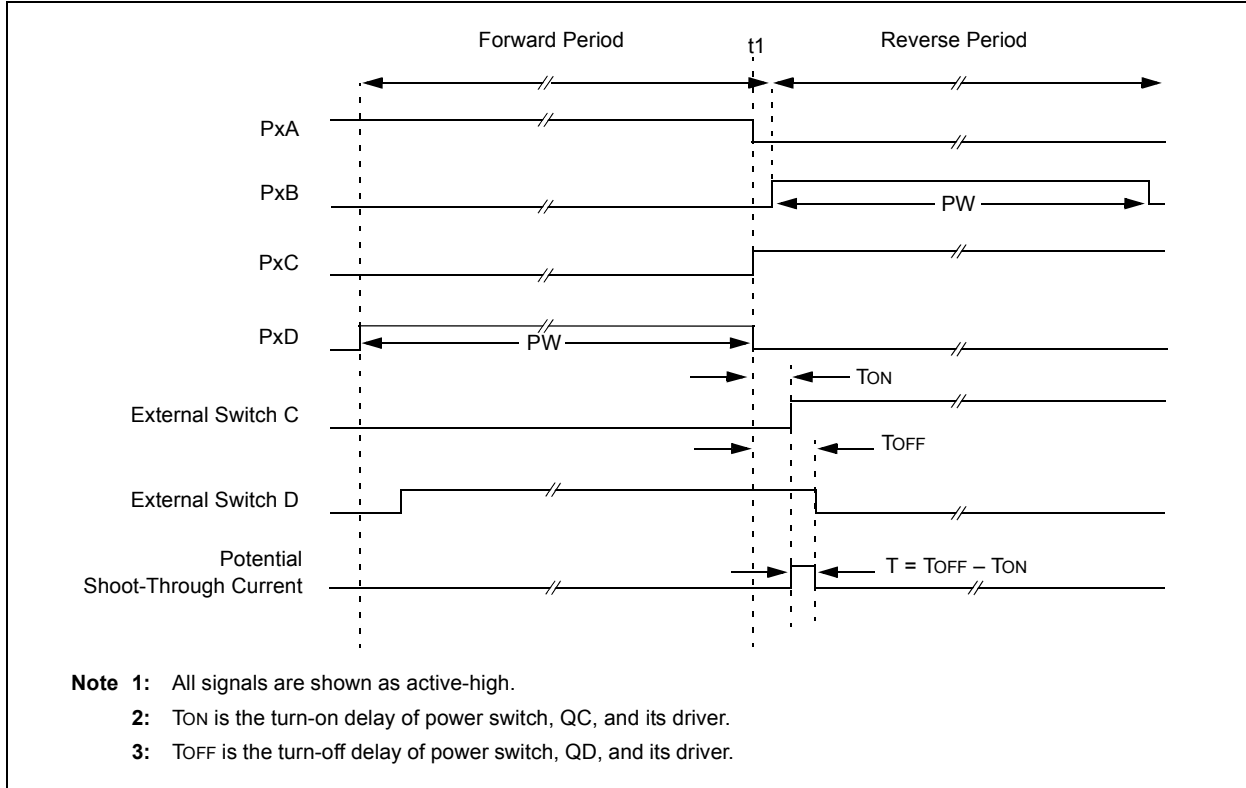 Forward Period
t1
Reverse Period
PxA
PxB
PW
PxC
PxD
PW
TON
External Switch C
TOFF
External Switch D
Potential
Shoot-Through Current
T = TOFF – TON
Note 1: All signals are shown as active-high.
2: TON is the turn-on delay of power switch, QC, and its driver.
3: TOFF is the turn-off delay of power switch, QD, and its driver.